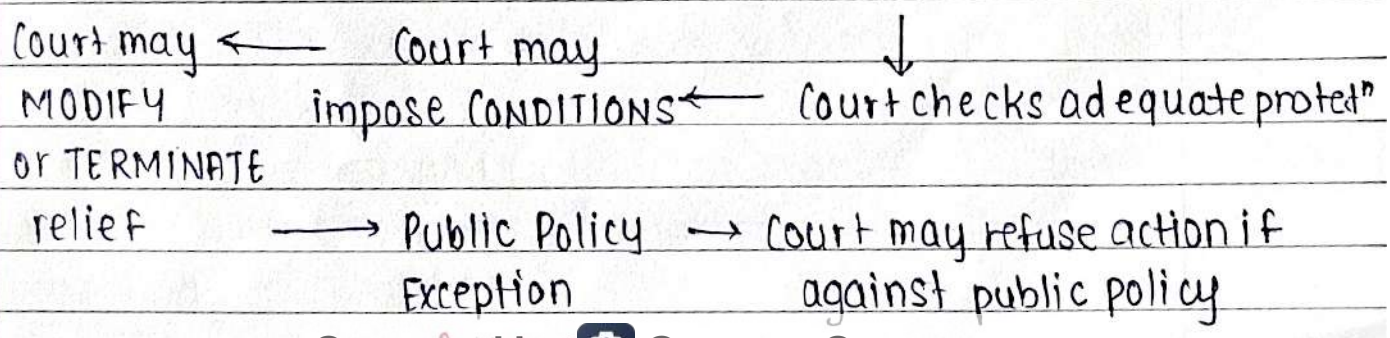 Court may ← Court may ↓
MODIFY impose CONDITIONS ← Court checks adequate protectⁿ
or TERMINATE
relief → Public Policy → Court may refuse action if
Exception against public policy